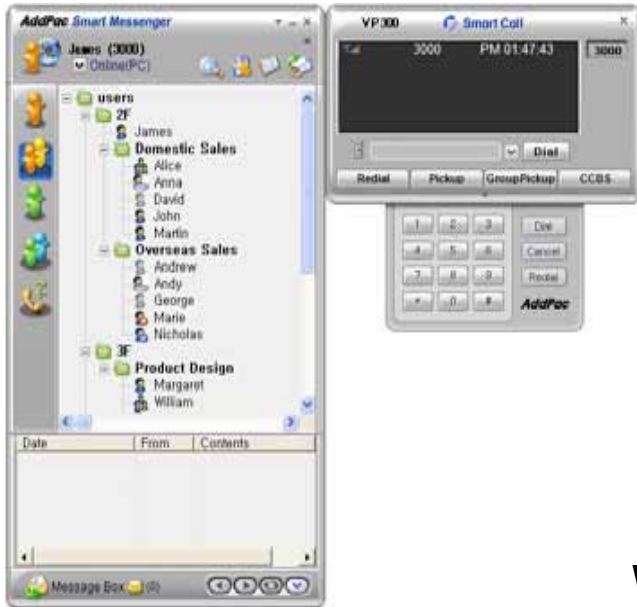 AddPac Smart Messenger
James (3000)
Online(PC)
users
2F
James
Domestic Sales
Alice
Anna
David
John
Martin
Overseas Sales
Andrew
Andy
George
Marie
Nicholas
3F
Product Design
Margaret
William
Date From Contents
Message Box (0)
VP300 Smart Call
3000 PM 01:47:43 3000
Dial
Redial Pickup GroupPickup CCBS
1 2 3 Dial
4 5 6 Cancel
7 8 9 Redial
* 0 # AddPac